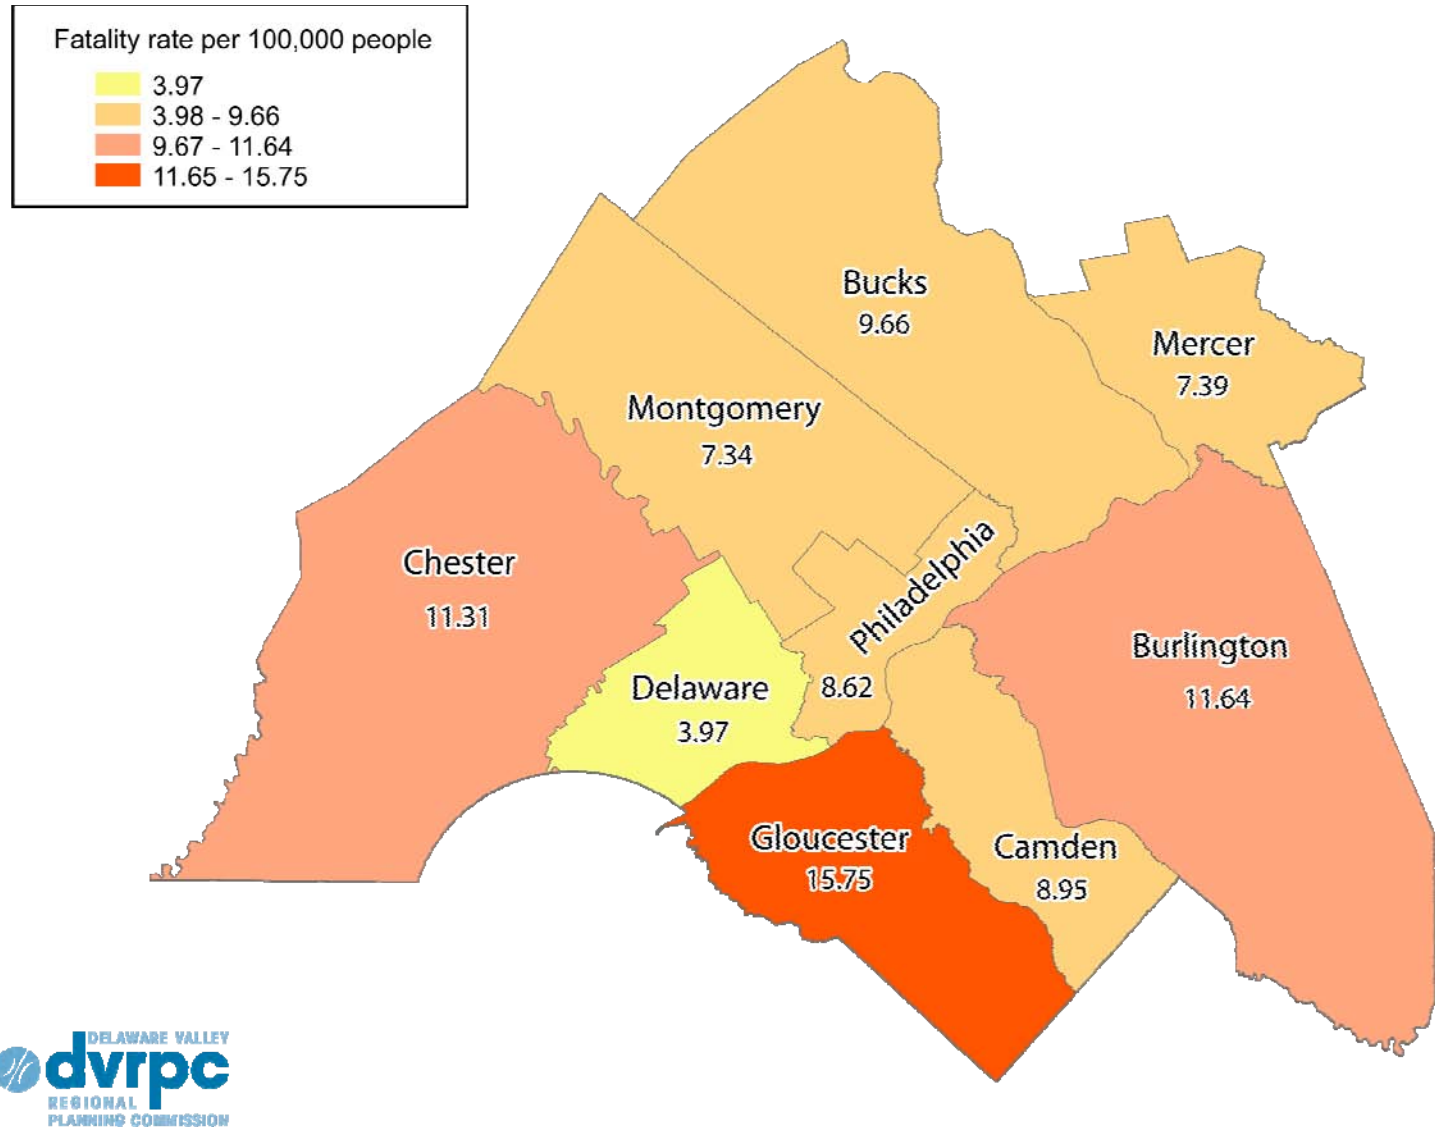 Fatality rate per 100,000 people
3.97
3.98 - 9.66
9.67 - 11.64
11.65 - 15.75
Bucks
9.66
Mercer
7.39
Montgomery
7.34
Chester
11.31
Philadelphia
8.62
Delaware
3.97
Burlington
11.64
Gloucester
15.75
Camden
8.95
DELAWARE VALLEY
dvrpc
REGIONAL
PLANNING COMMISSION